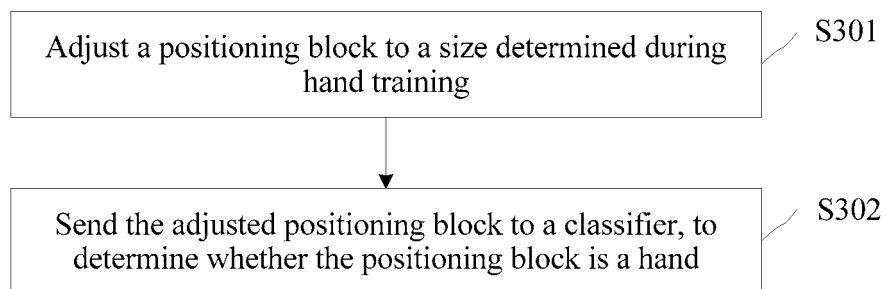 Adjust a positioning block to a size determined during
hand training
S301
Send the adjusted positioning block to a classifier, to
determine whether the positioning block is a hand
S302